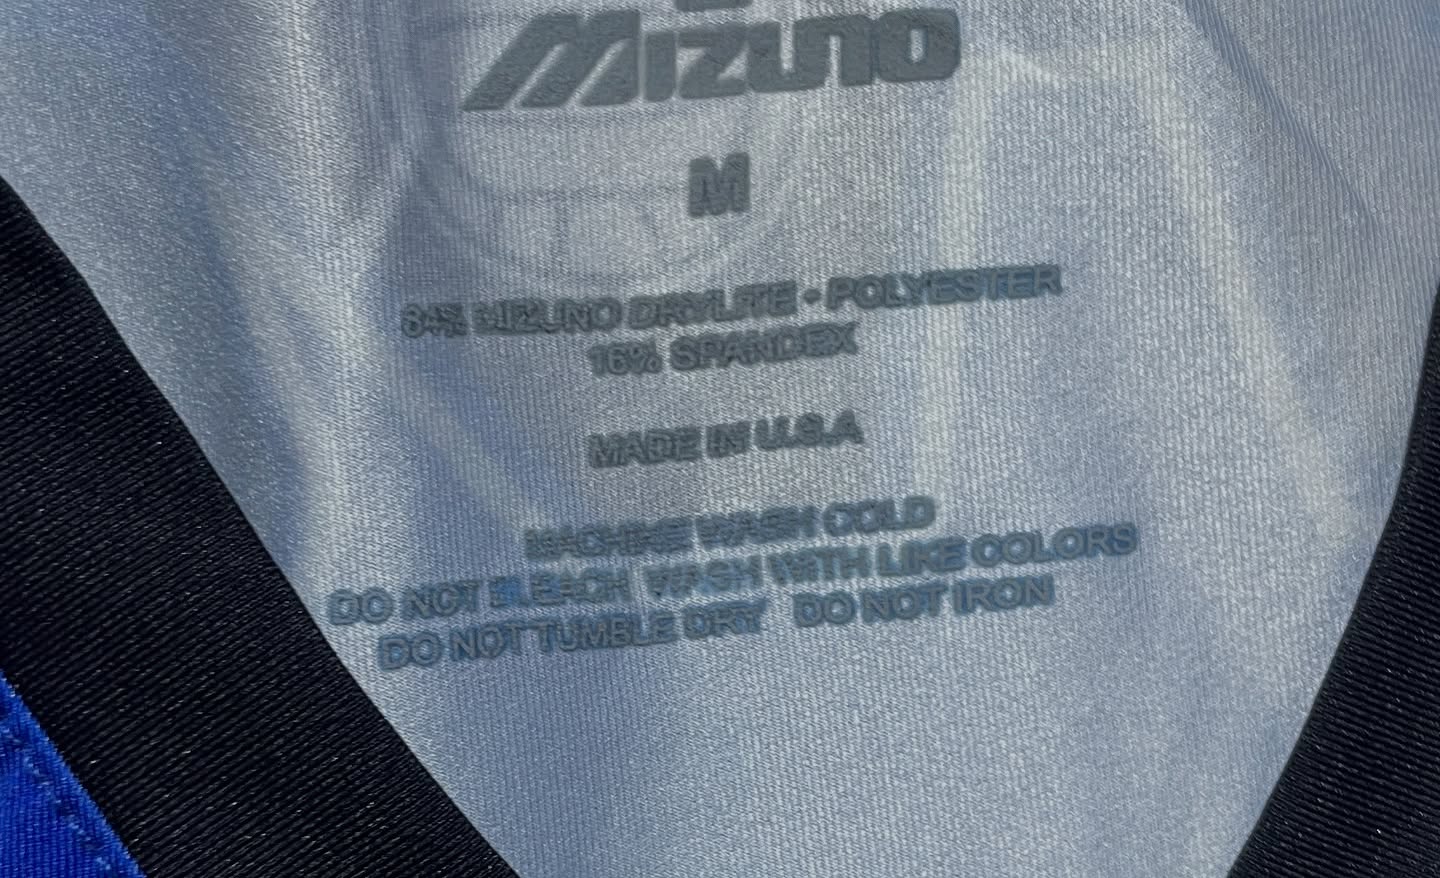 Mizuno
M
84% MIZUNO DRYLITE • POLYESTER
16% SPANDEX
MADE IN U.S.A
MACHINE WASH COLD
DO NOT BLEACH WASH WITH LIKE COLORS
DO NOT TUMBLE DRY DO NOT IRON